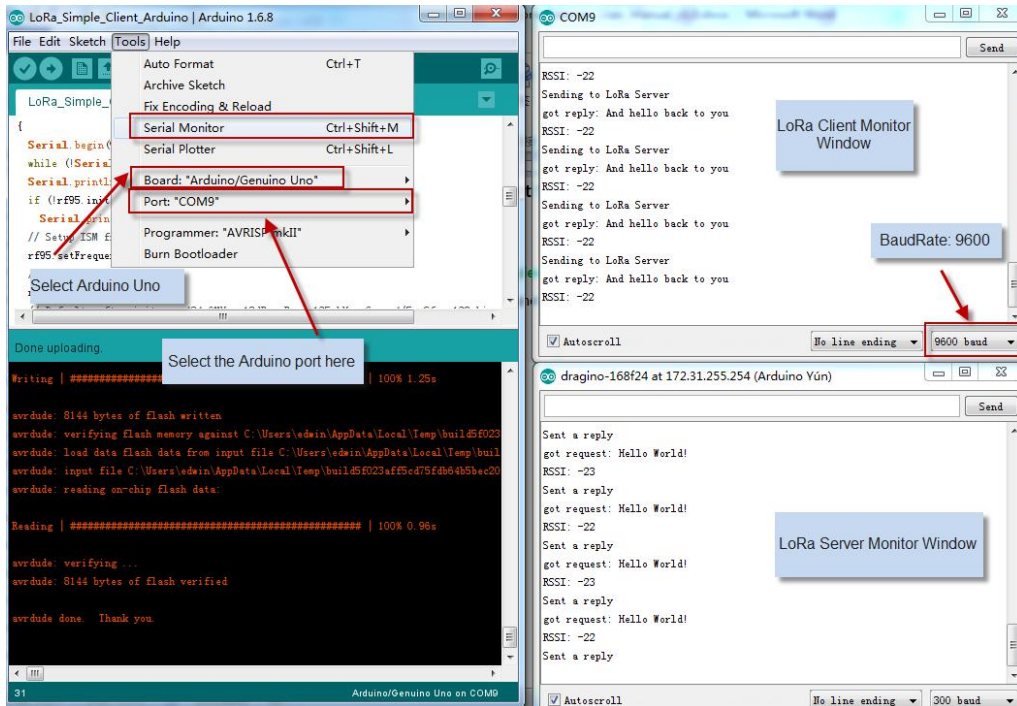 LoRa_Simple_Client_Arduino | Arduino 1.6.8
File Edit Sketch Tools Help
LoRa_Simple_
Auto Format Ctrl+T
Archive Sketch
Fix Encoding & Reload
Serial Monitor Ctrl+Shift+M
Serial Plotter Ctrl+Shift+L
Board: "Arduino/Genuino Uno"
Port: "COM9"
Programmer: "AVRISP mkII"
Burn Bootloader
{
Serial.begin(
while (!Serial
Serial.printl
if (!rf95.init
Serial.prin
// Setup ISM f
rf95.setFreque
Select Arduino Uno
Select the Arduino port here
Done uploading.
Writing | ################ | 100% 1.25s
avrdude: 8144 bytes of flash written
avrdude: verifying flash memory against C:\Users\edwin\AppData\Local\Temp\build5f023
avrdude: load data flash data from input file C:\Users\edwin\AppData\Local\Temp\buil
avrdude: input file C:\Users\edwin\AppData\Local\Temp\build5f023aff5cd75fdb64b5bec20
avrdude: reading on-chip flash data:
Reading | ################################################## | 100% 0.96s
avrdude: verifying ...
avrdude: 8144 bytes of flash verified
avrdude done.  Thank you.
31 Arduino/Genuino Uno on COM9
COM9
Send
RSSI: -22
Sending to LoRa Server
got reply: And hello back to you
RSSI: -22
Sending to LoRa Server
got reply: And hello back to you
RSSI: -22
Sending to LoRa Server
got reply: And hello back to you
RSSI: -22
Sending to LoRa Server
got reply: And hello back to you
RSSI: -22
LoRa Client Monitor
Window
BaudRate: 9600
Autoscroll No line ending 9600 baud
dragino-168f24 at 172.31.255.254 (Arduino Yún)
Send
Sent a reply
got request: Hello World!
RSSI: -23
Sent a reply
got request: Hello World!
RSSI: -22
Sent a reply
got request: Hello World!
RSSI: -23
Sent a reply
got request: Hello World!
RSSI: -22
Sent a reply
LoRa Server Monitor Window
Autoscroll No line ending 300 baud